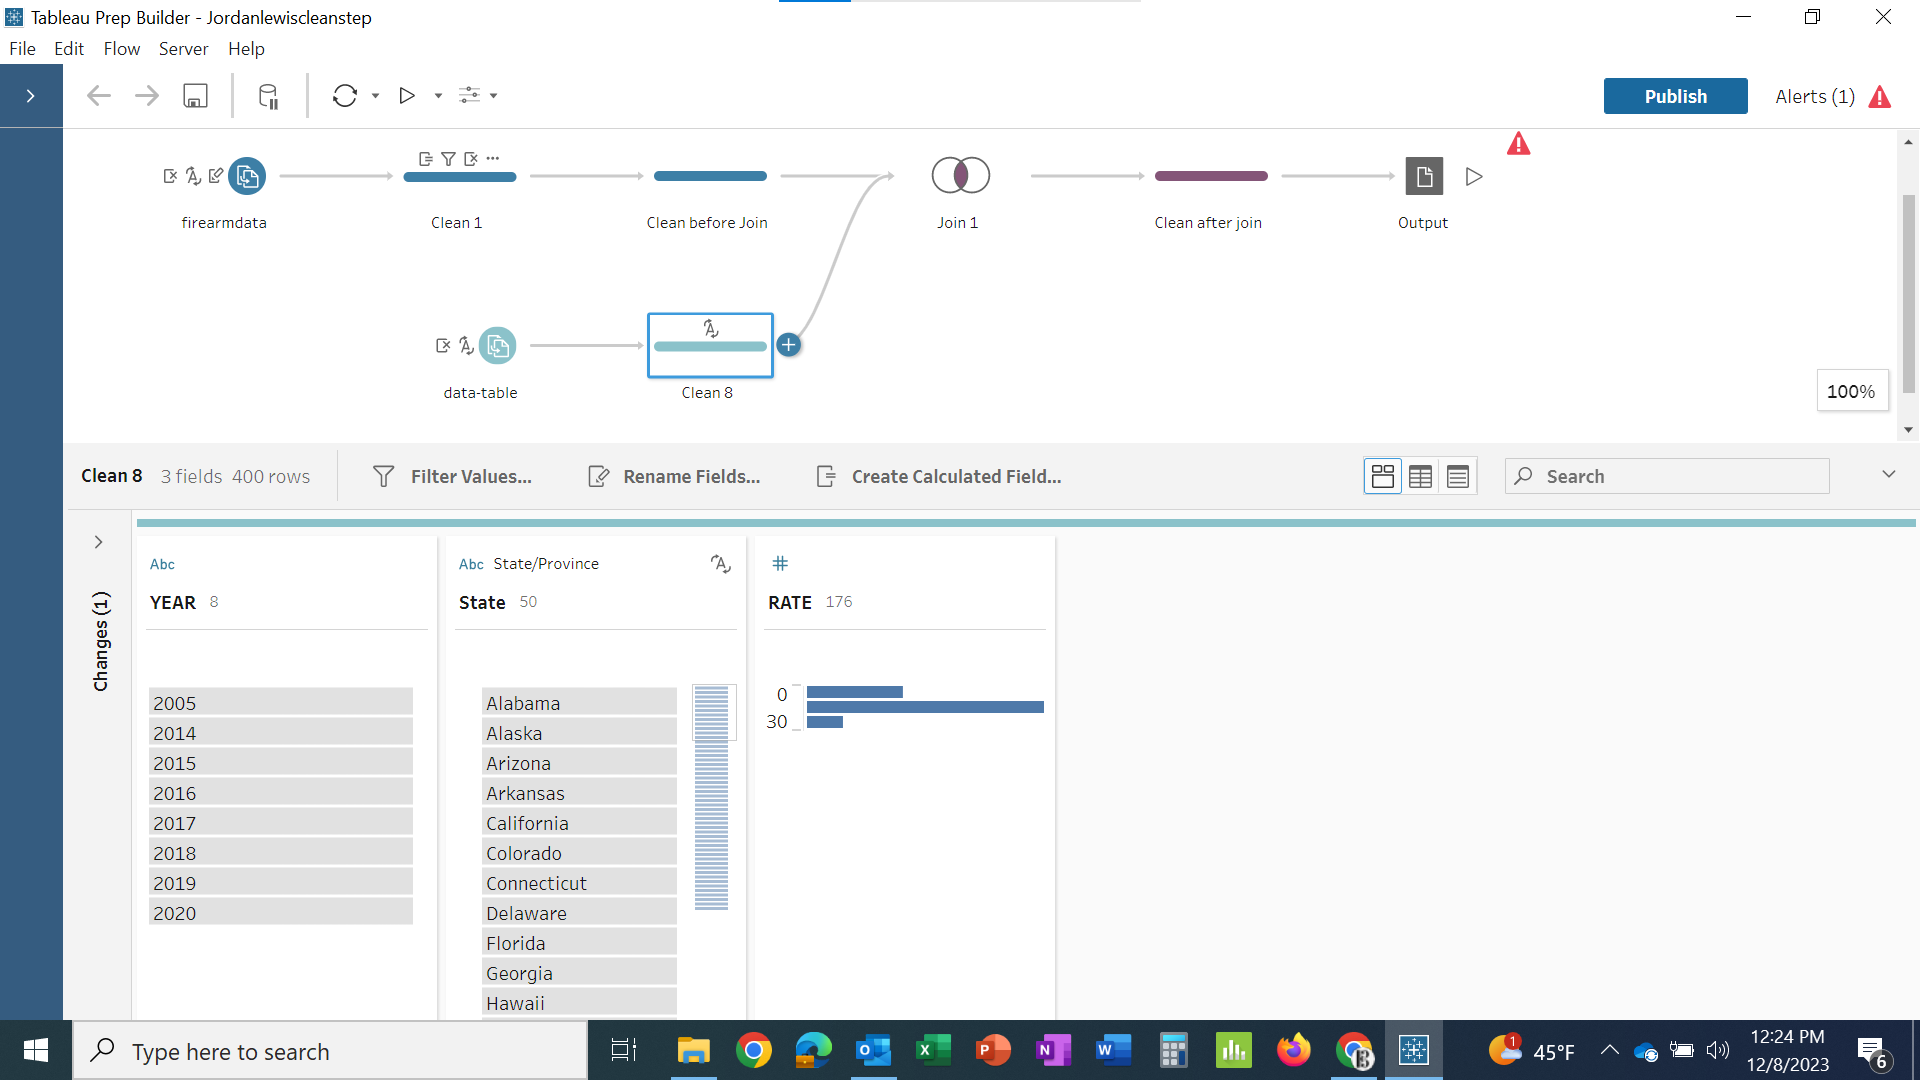 Tableau Prep Builder - Jordanlewiscleanstep
File Edit Flow Server Help
Publish
Alerts (1)
firearmdata
Clean 1
Clean before Join
Join 1
Clean after join
Output
data-table
Clean 8
100%
Clean 8 3 fields 400 rows
Filter Values...
Rename Fields...
Create Calculated Field...
Search
Changes (1)
Abc
YEAR 8
2005
2014
2015
2016
2017
2018
2019
2020
Abc State/Province
State 50
Alabama
Alaska
Arizona
Arkansas
California
Colorado
Connecticut
Delaware
Florida
Georgia
Hawaii
#
RATE 176
0
30
Type here to search
1
45°F
12:24 PM
12/8/2023
6